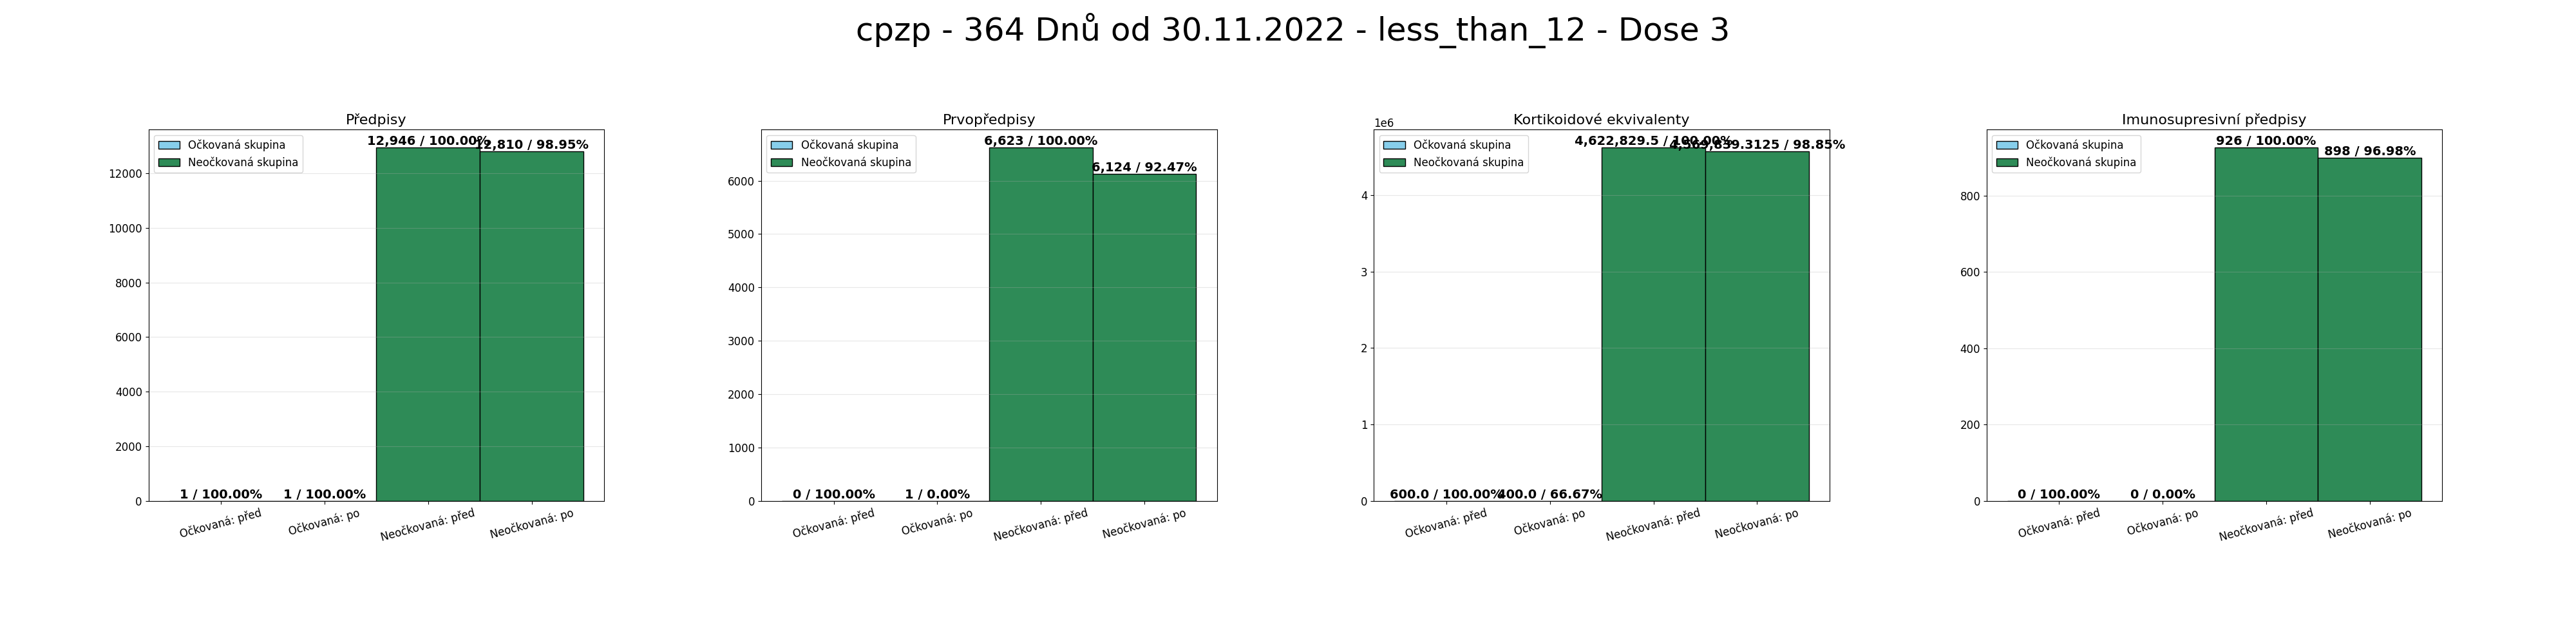 cpzp - 364 Dnů od 30.11.2022 - less_than_12 - Dose 3
Předpisy
Očkovaná skupina
Neočkovaná skupina
12,946 / 100.00%
12,810 / 98.95%
1 / 100.00%
1 / 100.00%
12000
10000
8000
6000
4000
2000
0
Očkovaná: před
Očkovaná: po
Neočkovaná: před
Neočkovaná: po
Prvopředpisy
Očkovaná skupina
Neočkovaná skupina
6,623 / 100.00%
6,124 / 92.47%
0 / 100.00%
1 / 0.00%
6000
5000
4000
3000
2000
1000
0
Očkovaná: před
Očkovaná: po
Neočkovaná: před
Neočkovaná: po
Kortikoidové ekvivalenty
1e6
Očkovaná skupina
Neočkovaná skupina
4,622,829.5 / 100.00%
/ 98.85%
600.0 / 100.00%
400.0 / 66.67%
4
3
2
1
0
Očkovaná: před
Očkovaná: po
Neočkovaná: před
Neočkovaná: po
Imunosupresivní předpisy
Očkovaná skupina
Neočkovaná skupina
926 / 100.00%
898 / 96.98%
0 / 100.00%
0 / 0.00%
800
600
400
200
0
Očkovaná: před
Očkovaná: po
Neočkovaná: před
Neočkovaná: po